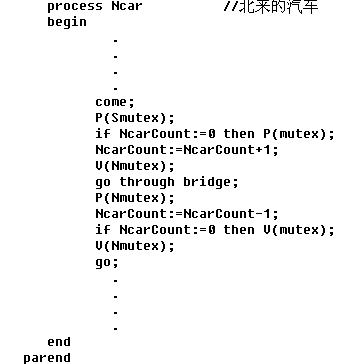 process Ncar //北来的汽车
begin
.
.
.
.
come;
P(Smutex);
if NcarCount:=0 then P(mutex);
NcarCount:=NcarCount+1;
V(Nmutex);
go through bridge;
P(Nmutex);
NcarCount:=NcarCount-1;
if NcarCount:=0 then V(mutex);
V(Nmutex);
go;
.
.
.
.
end
parend